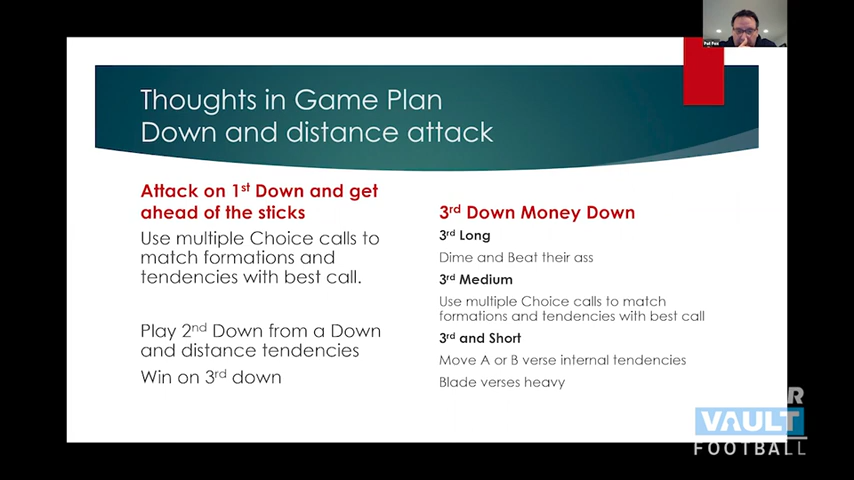 Pat Fox
Thoughts in Game Plan
Down and distance attack
Attack on 1st Down and get
ahead of the sticks
Use multiple Choice calls to
match formations and
tendencies with best call.
Play 2nd Down from a Down
and distance tendencies
Win on 3rd down
3rd Down Money Down
3rd Long
Dime and Beat their ass
3rd Medium
Use multiple Choice calls to match
formations and tendencies with best call
3rd and Short
Move A or B verse internal tendencies
Blade verses heavy
VAULT
FOOTBALL